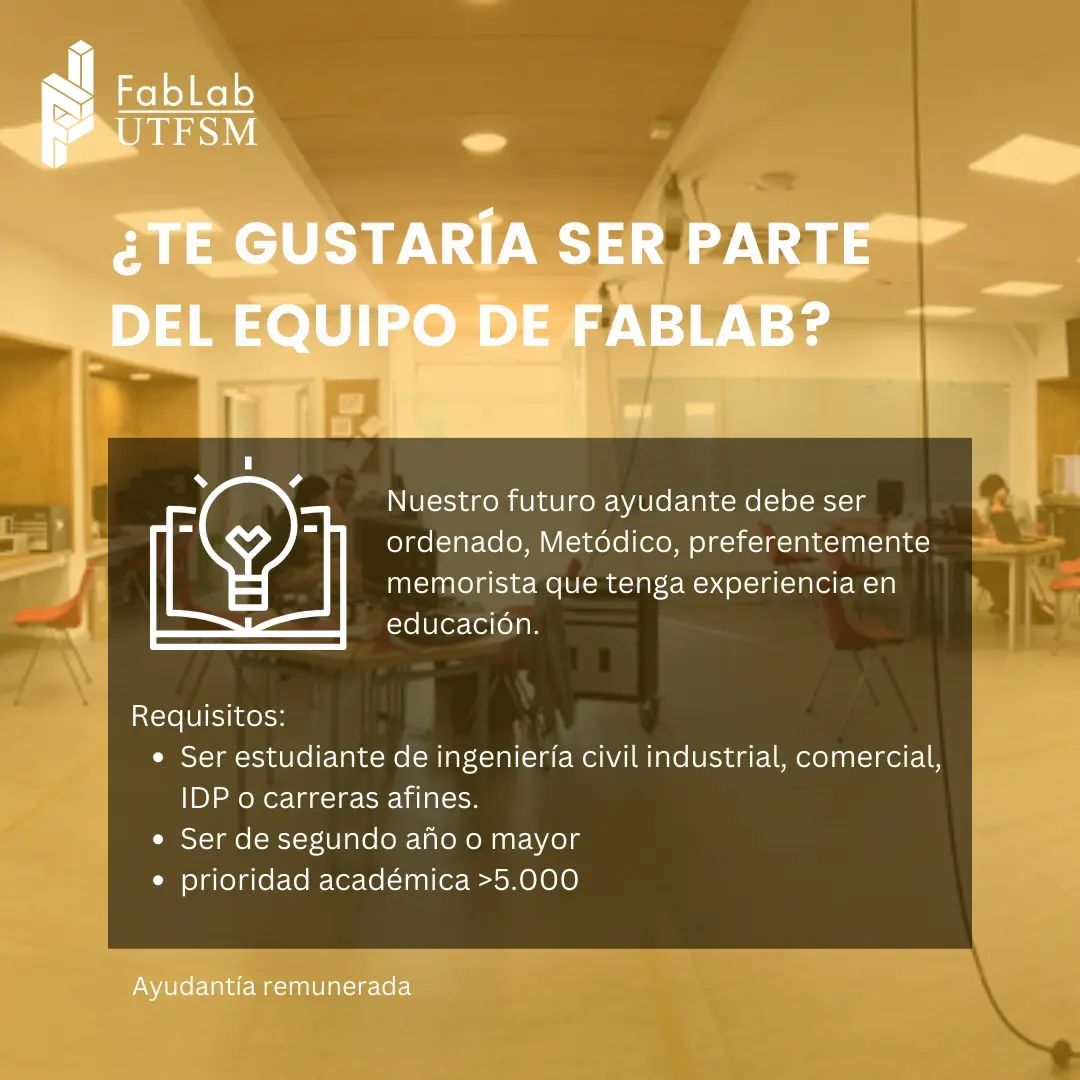 FabLab
UTFSM
¿TE GUSTARÍA SER PARTE
DEL EQUIPO DE FABLAB?
Nuestro futuro ayudante debe ser
ordenado, Metódico, preferentemente
memorista que tenga experiencia en
educación.
Requisitos:
• Ser estudiante de ingeniería civil industrial, comercial,
IDP o carreras afines.
• Ser de segundo año o mayor
• prioridad académica >5.000
Ayudantía remunerada